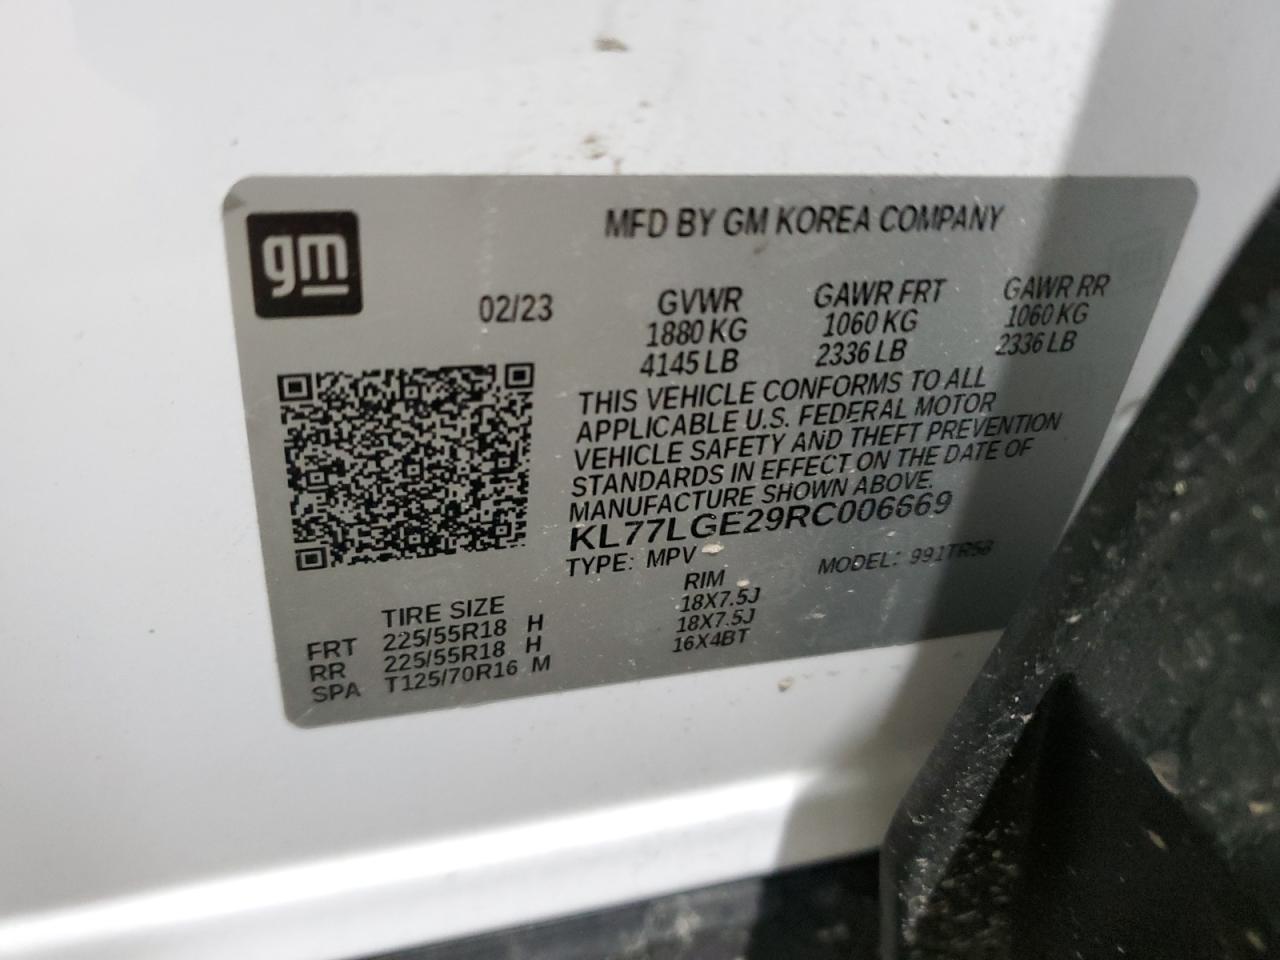 gm
MFD BY GM KOREA COMPANY
02/23
GVWR GAWR FRT GAWR RR
1880 KG 1060 KG 1060 KG
4145 LB 2336 LB 2336 LB
THIS VEHICLE CONFORMS TO ALL
APPLICABLE U.S. FEDERAL MOTOR
VEHICLE SAFETY AND THEFT PREVENTION
STANDARDS IN EFFECT ON THE DATE OF
MANUFACTURE SHOWN ABOVE.
KL77LGE29RC006669
TYPE: MPV MODEL: 991TR58
TIRE SIZE RIM
FRT 225/55R18 H 18X7.5J
RR 225/55R18 H 18X7.5J
SPA T125/70R16 M 16X4BT